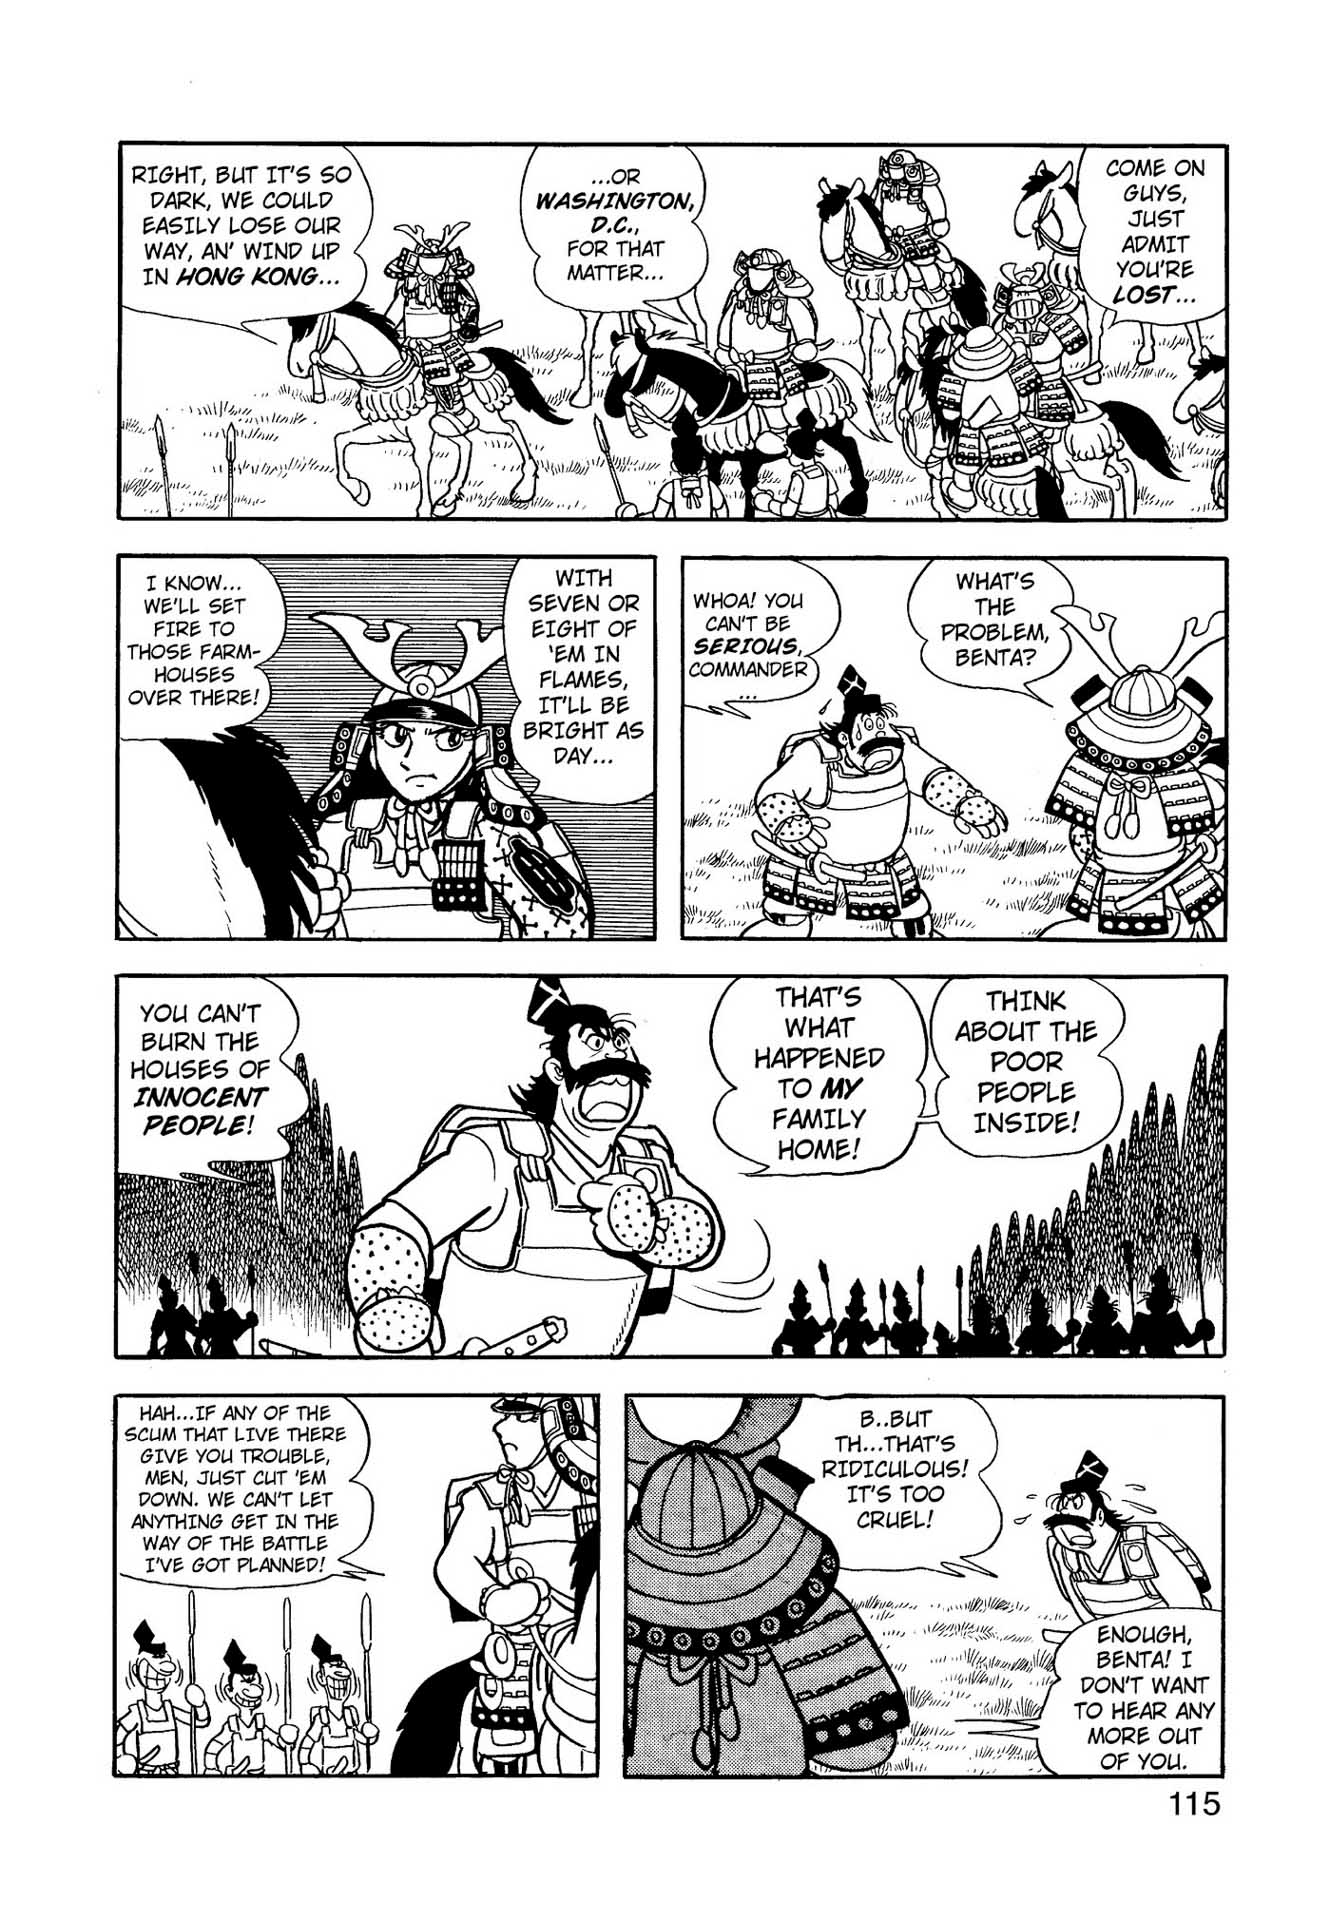 RIGHT, BUT IT'S SO
DARK, WE COULD
EASILY LOSE OUR
WAY, AN' WIND UP
IN HONG KONG...
...OR
WASHINGTON,
D.C.,
FOR THAT
MATTER...
COME ON
GUYS,
JUST
ADMIT
YOU'RE
LOST...
I KNOW...
WE'LL SET
FIRE TO
THOSE FARM-
HOUSES
OVER THERE!
WITH
SEVEN OR
EIGHT OF
'EM IN
FLAMES,
IT'LL BE
BRIGHT AS
DAY...
WHOA! YOU
CAN'T BE
SERIOUS,
COMMANDER
...
WHAT'S
THE
PROBLEM,
BENTA?
YOU CAN'T
BURN THE
HOUSES OF
INNOCENT
PEOPLE!
THAT'S
WHAT
HAPPENED
TO MY
FAMILY
HOME!
THINK
ABOUT THE
POOR
PEOPLE
INSIDE!
HAH...IF ANY OF THE
SCUM THAT LIVE THERE
GIVE YOU TROUBLE,
MEN, JUST CUT 'EM
DOWN. WE CAN'T LET
ANYTHING GET IN THE
WAY OF THE BATTLE
I'VE GOT PLANNED!
B..BUT
TH...THAT'S
RIDICULOUS!
IT'S TOO
CRUEL!
ENOUGH,
BENTA! I
DON'T WANT
TO HEAR ANY
MORE OUT
OF YOU.
115